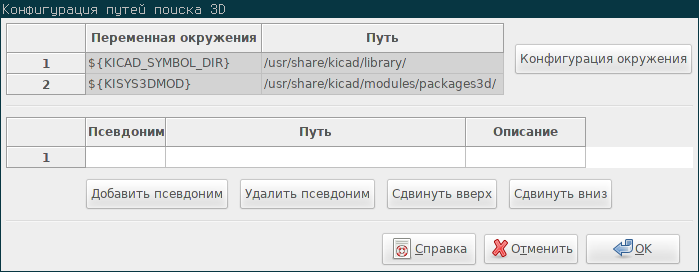 Конфигурация путей поиска 3D
Переменная окружения Путь
1 ${KICAD_SYMBOL_DIR} /usr/share/kicad/library/
2 ${KISYS3DMOD} /usr/share/kicad/modules/packages3d/
Конфигурация окружения
Псевдоним Путь Описание
1
Добавить псевдоним Удалить псевдоним Сдвинуть вверх Сдвинуть вниз
Справка Отменить OK